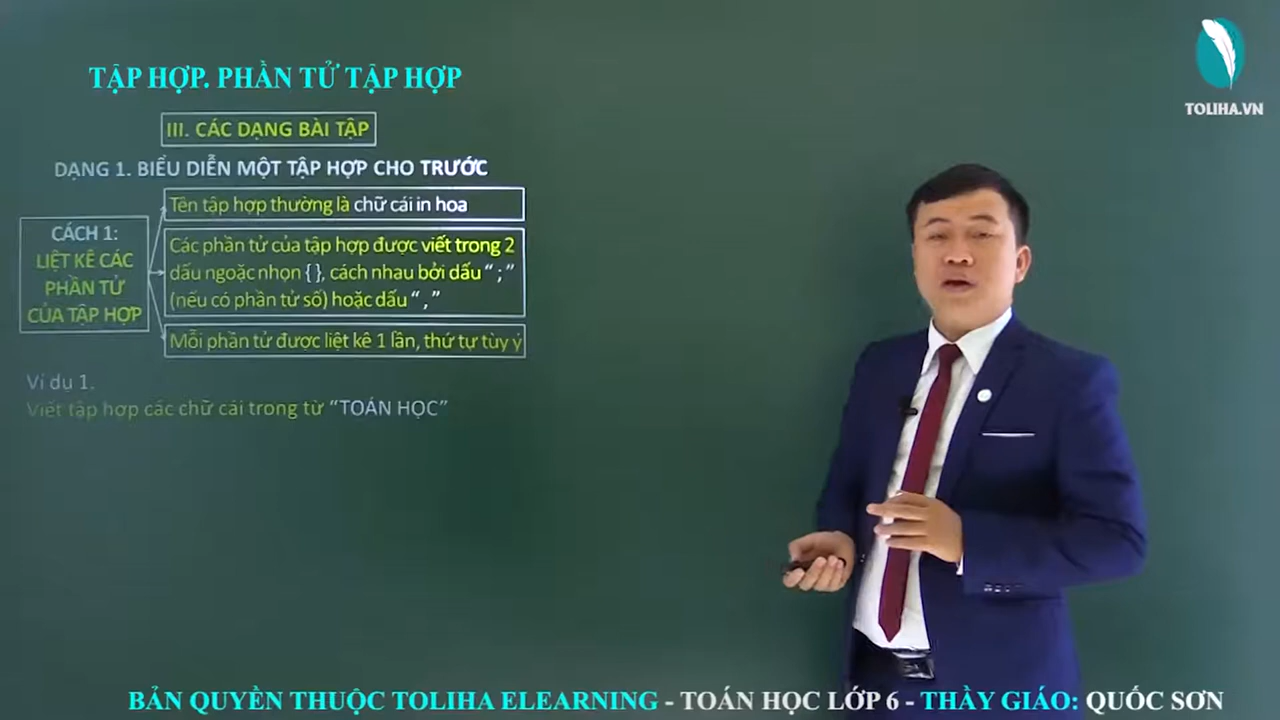 TẬP HỢP. PHẦN TỬ TẬP HỢP
TOLIHA.VN
III. CÁC DẠNG BÀI TẬP
DẠNG 1. BIỂU DIỄN MỘT TẬP HỢP CHO TRƯỚC
CÁCH 1:
LIỆT KÊ CÁC
PHẦN TỬ
CỦA TẬP HỢP
Tên tập hợp thường là chữ cái in hoa
Các phần tử của tập hợp được viết trong 2
dấu ngoặc nhọn { }, cách nhau bởi dấu “ ; ”
(nếu có phần tử số) hoặc dấu “ , ”
Mỗi phần tử được liệt kê 1 lần, thứ tự tùy ý
Ví dụ 1.
Viết tập hợp các chữ cái trong từ “TOÁN HỌC”
BẢN QUYỀN THUỘC TOLIHA ELEARNING - TOÁN HỌC LỚP 6 - THẦY GIÁO: QUỐC SƠN